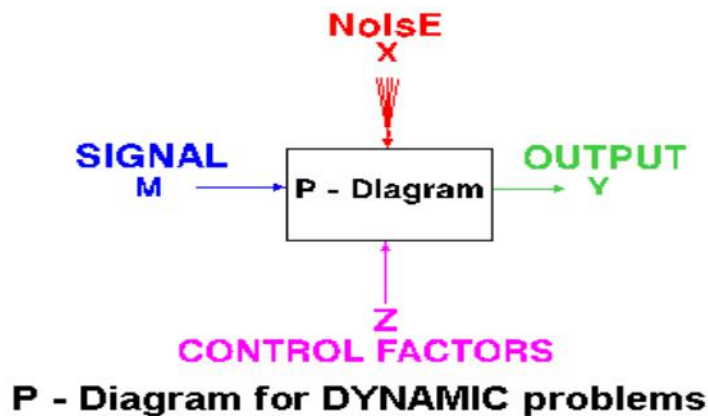 NoIsE
X
SIGNAL
M
P - DIagram
OUTPUT
Y
Z
CONTROL FACTORS
P - Diagram for DYNAMIC problems